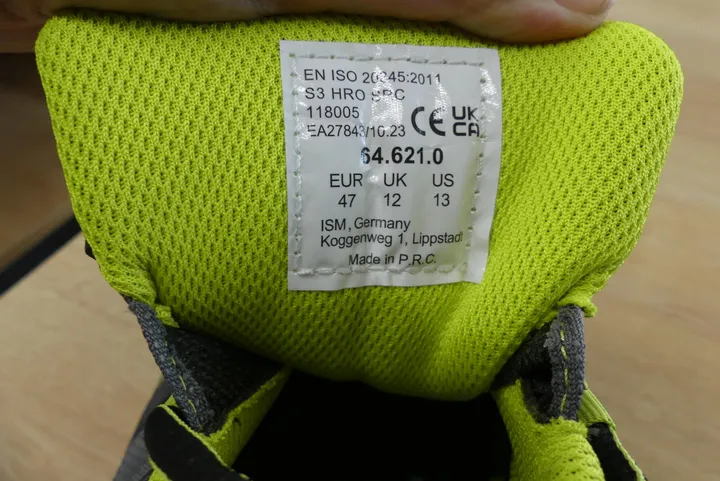 EN ISO 20345:2011
S3 HRO SRC
118005
CE UK CA
EA27843/10.23
64.621.0
EUR UK US
47 12 13
ISM, Germany
Koggenweg 1, Lippstadt
Made in P.R.C.